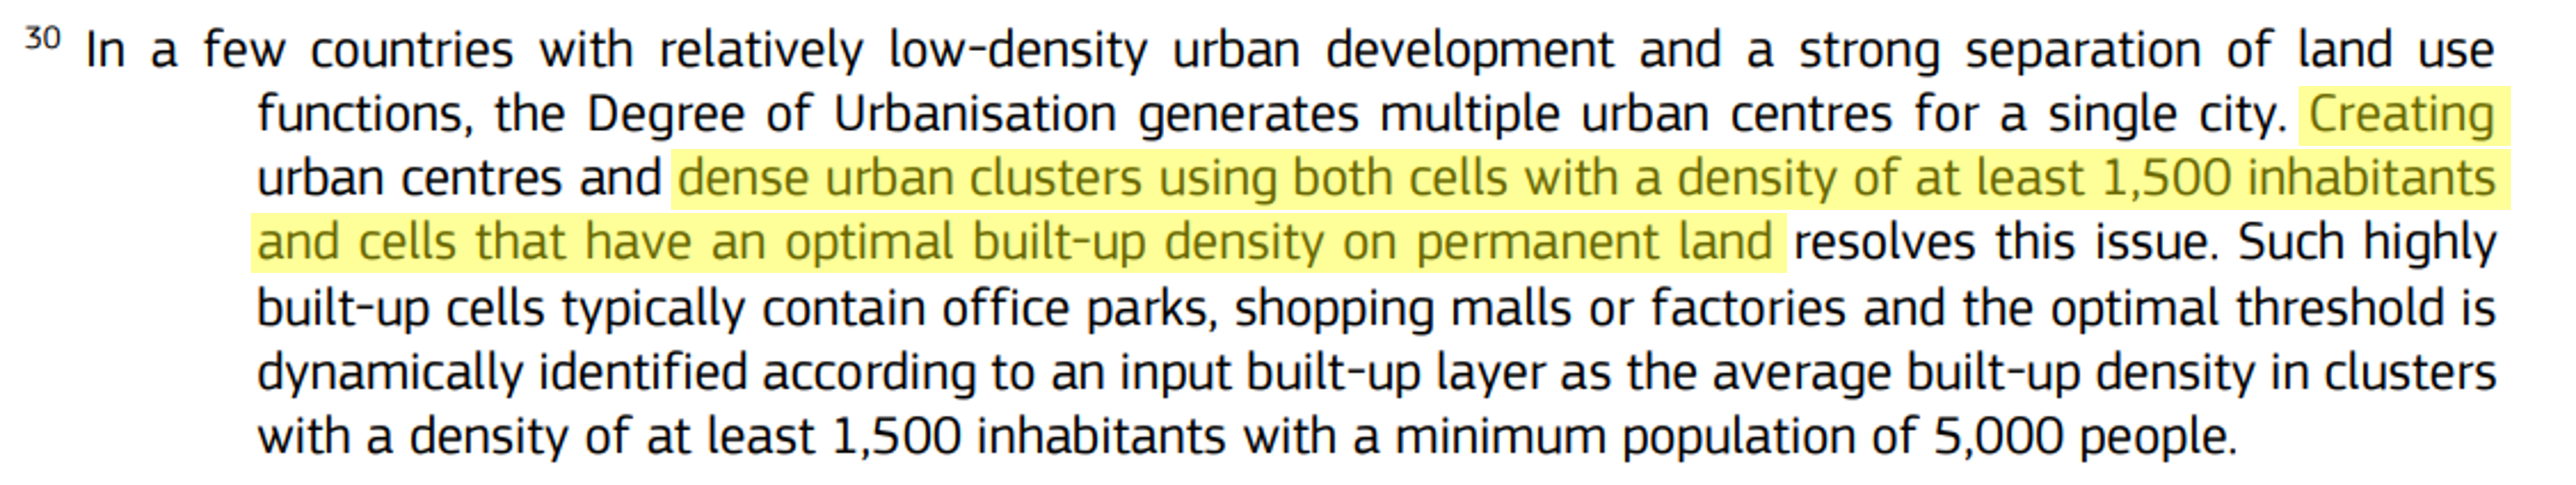 30 In a few countries with relatively low-density urban development and a strong separation of land use
functions, the Degree of Urbanisation generates multiple urban centres for a single city. Creating
urban centres and dense urban clusters using both cells with a density of at least 1,500 inhabitants
and cells that have an optimal built-up density on permanent land resolves this issue. Such highly
built-up cells typically contain office parks, shopping malls or factories and the optimal threshold is
dynamically identified according to an input built-up layer as the average built-up density in clusters
with a density of at least 1,500 inhabitants with a minimum population of 5,000 people.